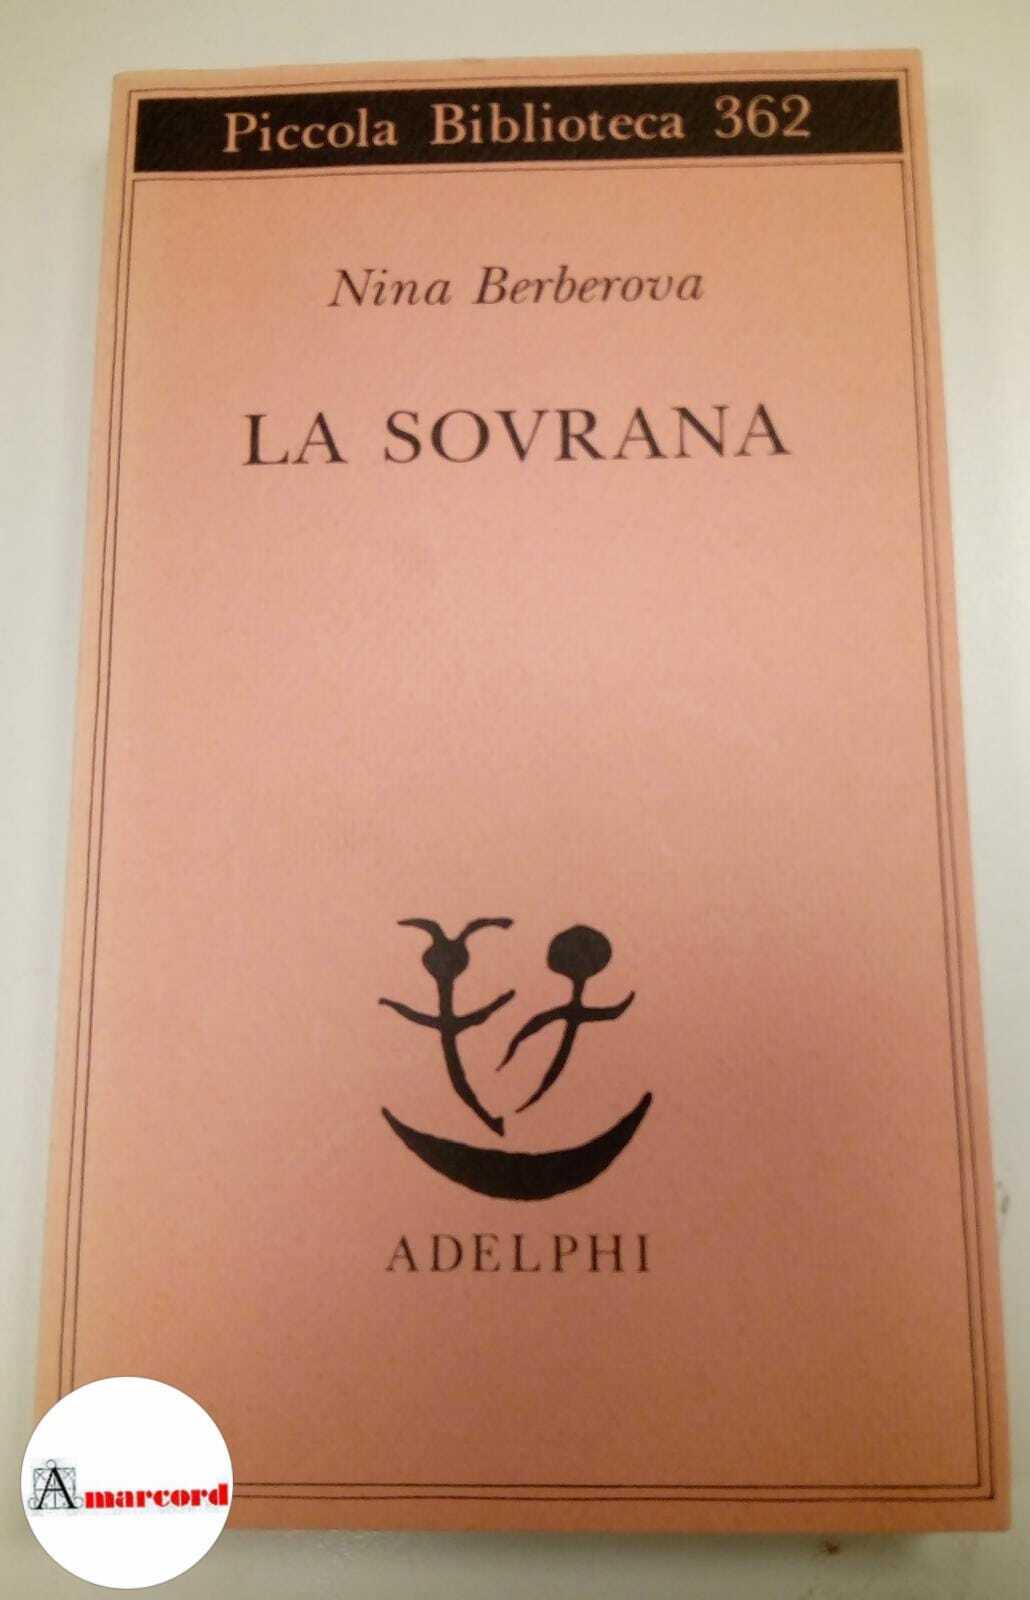 Piccola Biblioteca 362
Nina Berberova
LA SOVRANA
ADELPHI
Amarcord